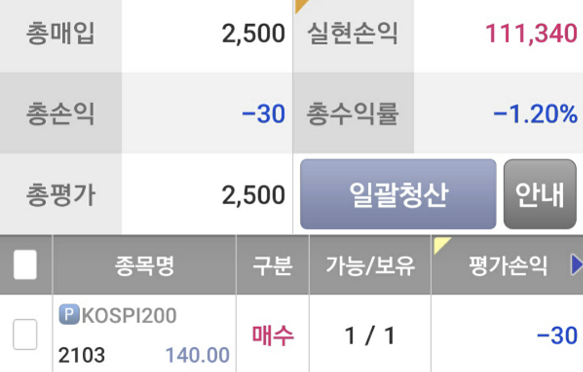 총매입 2,500 실현손익 111,340
총손익 -30 총수익률 -1.20%
총평가 2,500 일괄청산 안내
종목명 구분 가능/보유 평가손익
P KOSPI200 매수 1 / 1 -30
2103 140.00